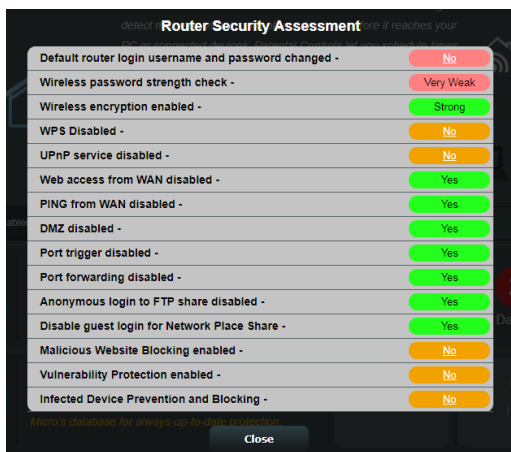 detect
it reaches your
Router Security Assessment
Default router login username and password changed - No
Wireless password strength check - Very Weak
Wireless encryption enabled - Strong
WPS Disabled - No
UPnP service disabled - No
Web access from WAN disabled - Yes
PING from WAN disabled - Yes
DMZ disabled - Yes
Port trigger disabled - Yes
Port forwarding disabled - Yes
Anonymous login to FTP share disabled - Yes
Disable guest login for Network Place Share - Yes
Malicious Website Blocking enabled - No
Vulnerability Protection enabled - No
Infected Device Prevention and Blocking - No
Micro's database for always-up-to-date protection.
Close